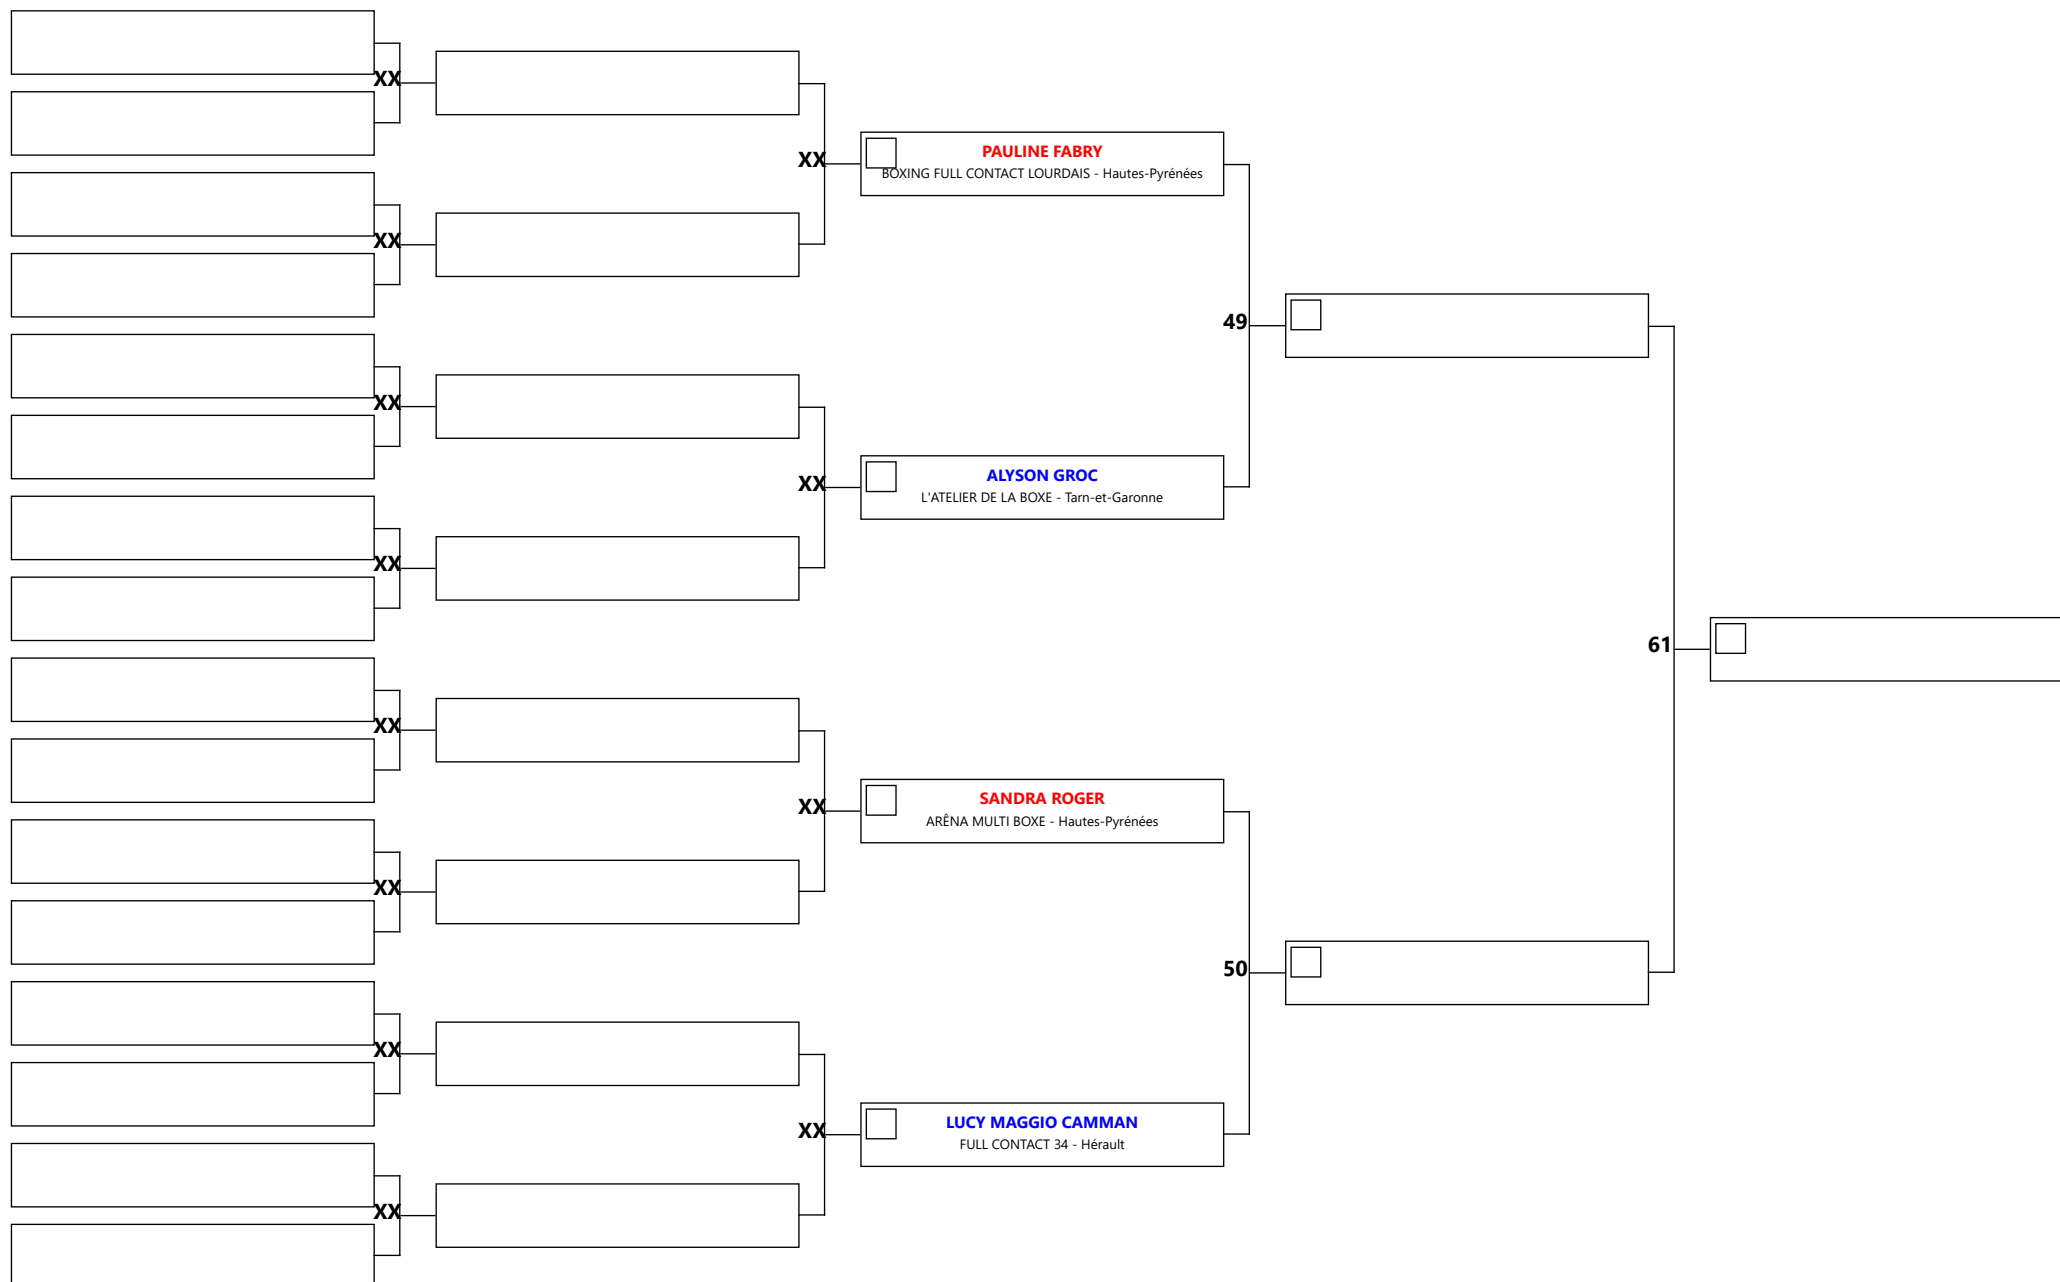 XX
XX
PAULINE FABRY
BOXING FULL CONTACT LOURDAIS - Hautes-Pyrénées
XX
49
XX
XX
ALYSON GROC
L'ATELIER DE LA BOXE - Tarn-et-Garonne
XX
61
XX
XX
SANDRA ROGER
ARÊNA MULTI BOXE - Hautes-Pyrénées
XX
50
XX
XX
LUCY MAGGIO CAMMAN
FULL CONTACT 34 - Hérault
XX